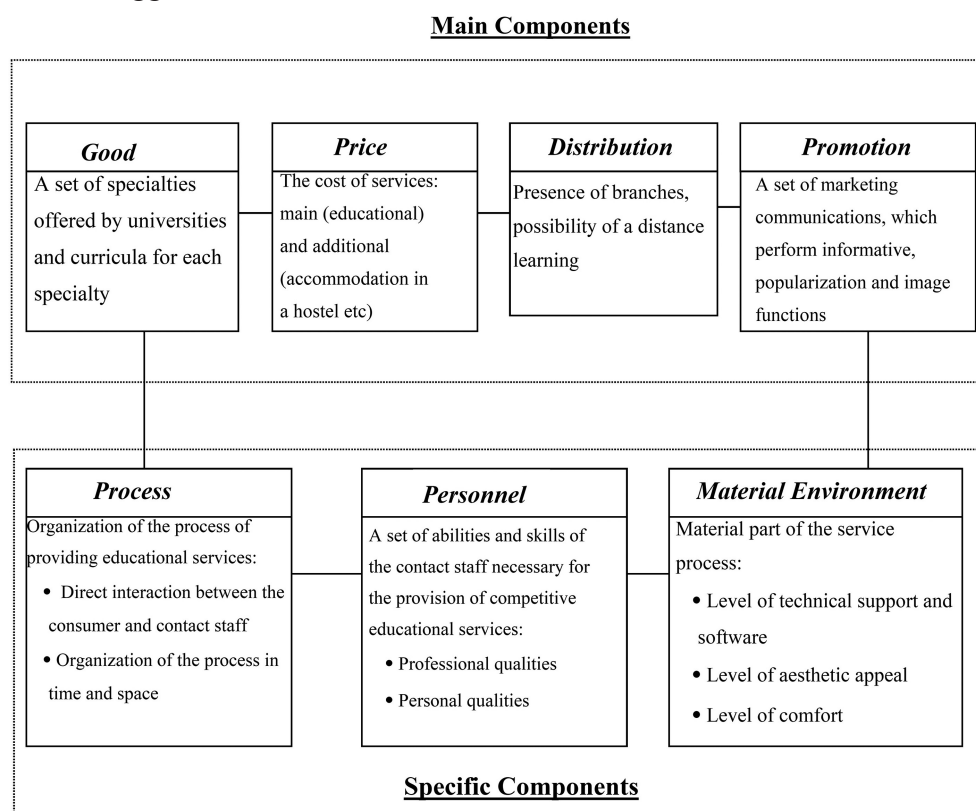 Main Components
Good
A set of specialties
offered by universities
and curricula for each
specialty
Price
The cost of services:
main (educational)
and additional
(accommodation in
a hostel etc)
Distribution
Presence of branches,
possibility of a distance
learning
Promotion
A set of marketing
communications, which
perform informative,
popularization and image
functions
Process
Organization of the process of
providing educational services:
• Direct interaction between the
consumer and contact staff
• Organization of the process in
time and space
Personnel
A set of abilities and skills of
the contact staff necessary for
the provision of competitive
educational services:
• Professional qualities
• Personal qualities
Material Environment
Material part of the service
process:
• Level of technical support and
software
• Level of aesthetic appeal
• Level of comfort
Specific Components